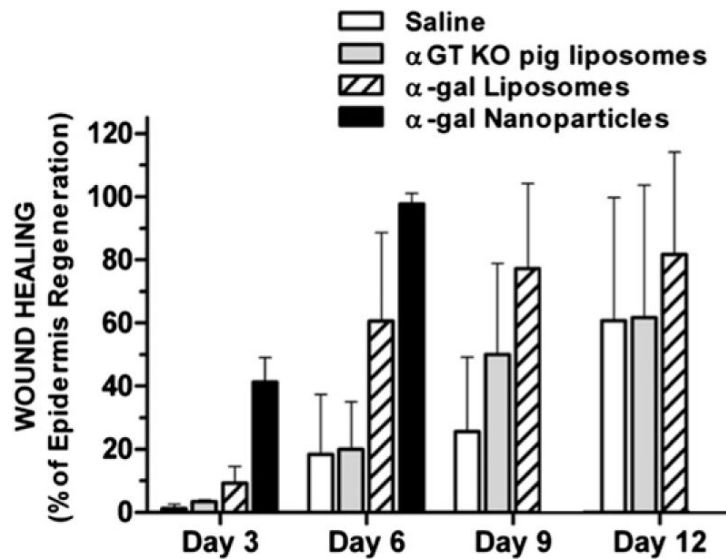 Saline
αGT KO pig liposomes
α-gal Liposomes
α-gal Nanoparticles
WOUND HEALING
(% of Epidermis Regeneration)
120
100
80
60
40
20
0
Day 3 Day 6 Day 9 Day 12